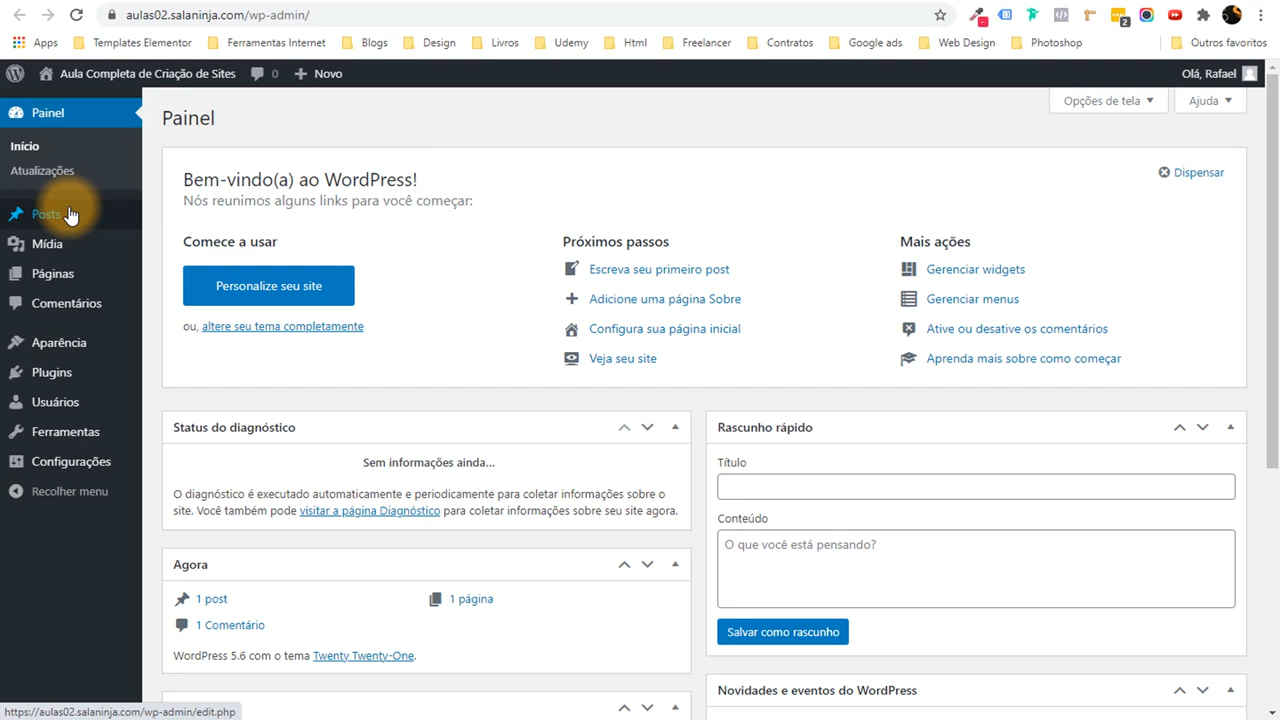 aulas02.salaninja.com/wp-admin/
2
Apps Templates Elementor Ferramentas Internet Blogs Design Livros Udemy Html Freelancer Contratos Google ads Web Design Photoshop Outros favoritos
Aula Completa de Criação de Sites 0 Novo Olá, Rafael
Painel
Início
Atualizações
Posts
Mídia
Páginas
Comentários
Aparência
Plugins
Usuários
Ferramentas
Configurações
Recolher menu
Opções de tela Ajuda
Painel
Bem-vindo(a) ao WordPress!
Dispensar
Nós reunimos alguns links para você começar:
Comece a usar
Personalize seu site
ou, altere seu tema completamente
Próximos passos
Escreva seu primeiro post
Adicione uma página Sobre
Configura sua página inicial
Veja seu site
Mais ações
Gerenciar widgets
Gerenciar menus
Ative ou desative os comentários
Aprenda mais sobre como começar
Status do diagnóstico
Sem informações ainda...
O diagnóstico é executado automaticamente e periodicamente para coletar informações sobre o
site. Você também pode visitar a página Diagnóstico para coletar informações sobre seu site agora.
Agora
1 post 1 página
1 Comentário
WordPress 5.6 com o tema Twenty Twenty-One.
Rascunho rápido
Título
Conteúdo
O que você está pensando?
Salvar como rascunho
Novidades e eventos do WordPress
https://aulas02.salaninja.com/wp-admin/edit.php